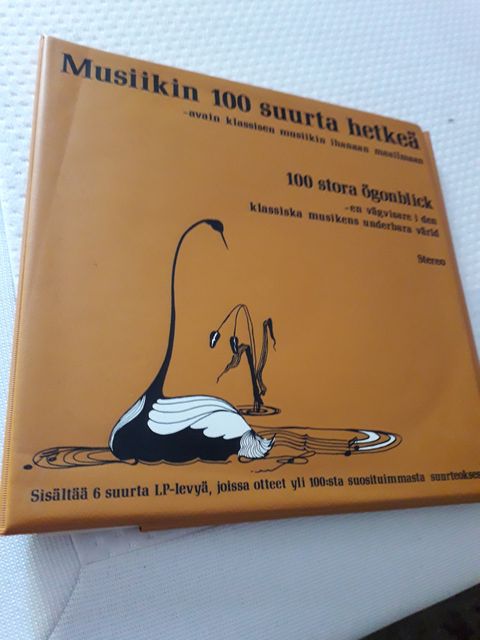 Musiikin 100 suurta hetkeä
-avain klassisen musiikin ihanaan maailmaan
100 stora ögonblick
-en vägvisare i den
klassiska musikens underbara värld
Stereo
Sisältää 6 suurta LP-levyä, joissa otteet yli 100:sta suosituimmasta suurteokses